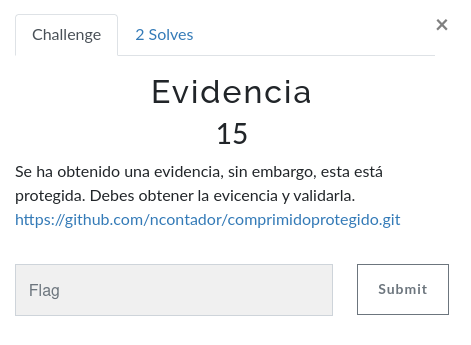 Challenge
2 Solves
×
Evidencia
15
Se ha obtenido una evidencia, sin embargo, esta está
protegida. Debes obtener la evicencia y validarla.
https://github.com/ncontador/comprimidoprotegido.git
Flag
Submit